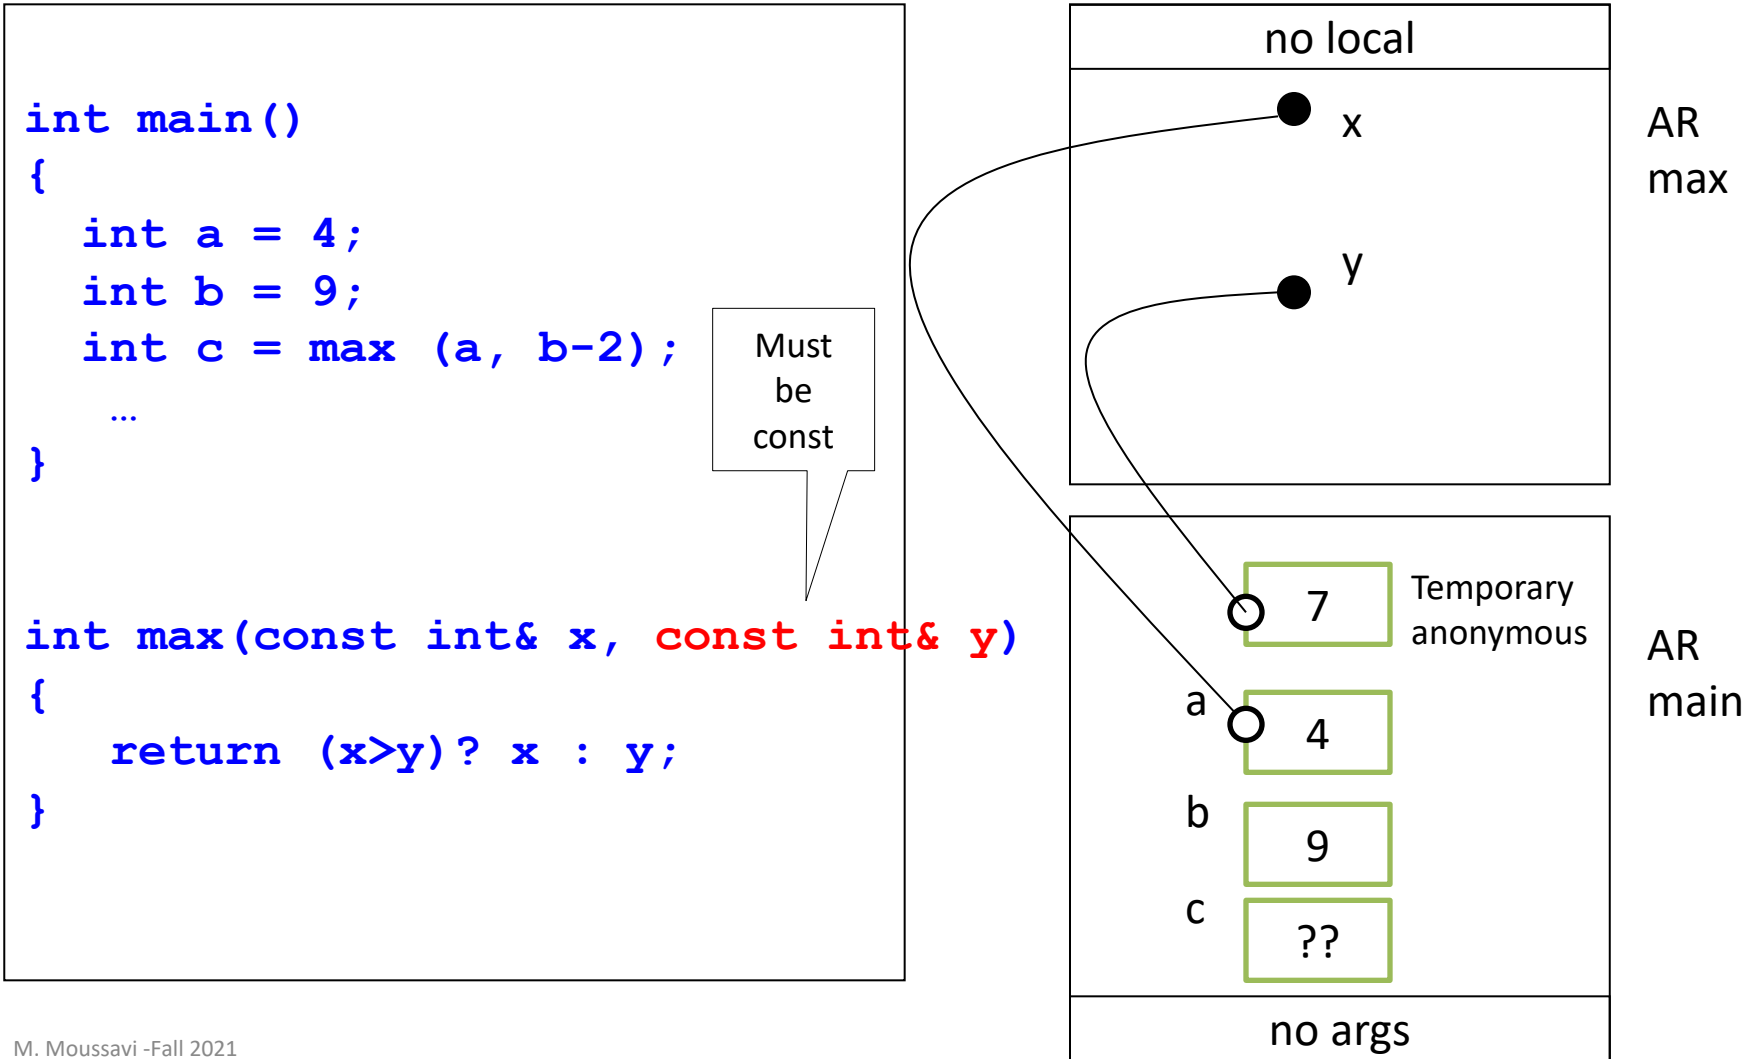 int main()
{
int a = 4;
int b = 9;
int c = max (a, b-2);
…
}
Must
be
const
int max(const int& x, const int& y)
{
return (x>y)? x : y;
}
M. Moussavi -Fall 2021
no local
x
y
AR
max
7
Temporary
anonymous
a
4
b
9
c
??
AR
main
no args